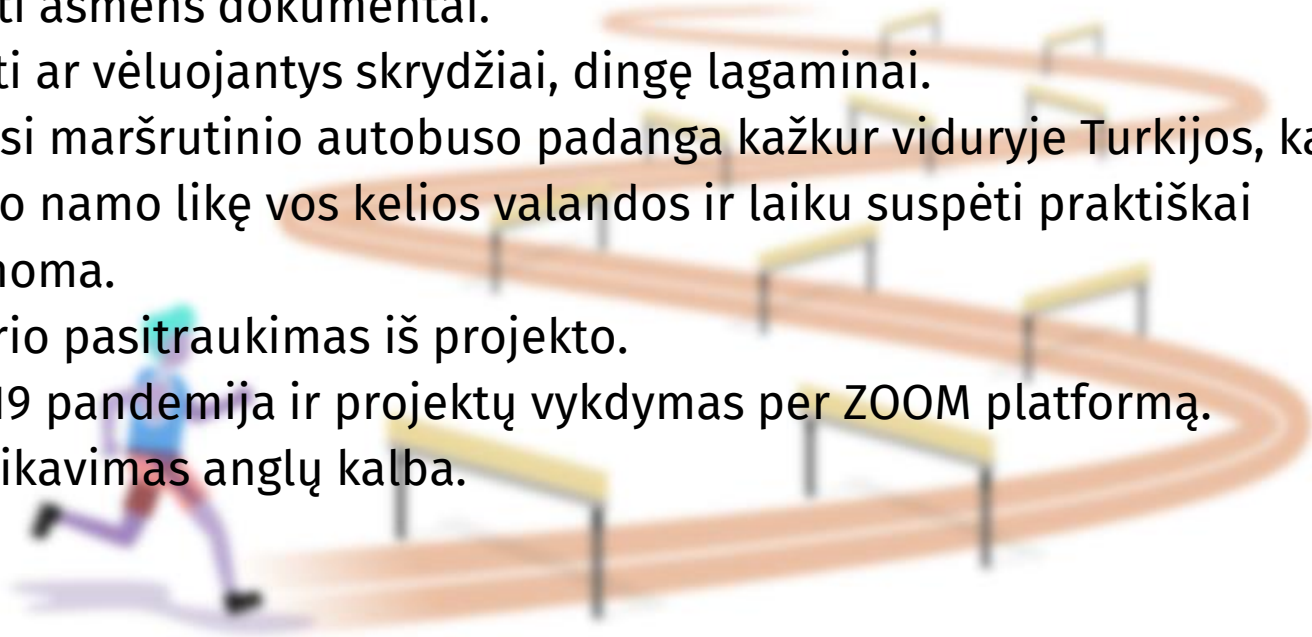 ti asmens dokumentai.
ti ar vėluojantys skrydžiai, dingę lagaminai.
si maršrutinio autobuso padanga kažkur viduryje Turkijos, ka
o namo likę vos kelios valandos ir laiku suspėti praktiškai
noma.
rio pasitraukimas iš projekto.
19 pandemija ir projektų vykdymas per ZOOM platformą.
ikavimas anglų kalba.